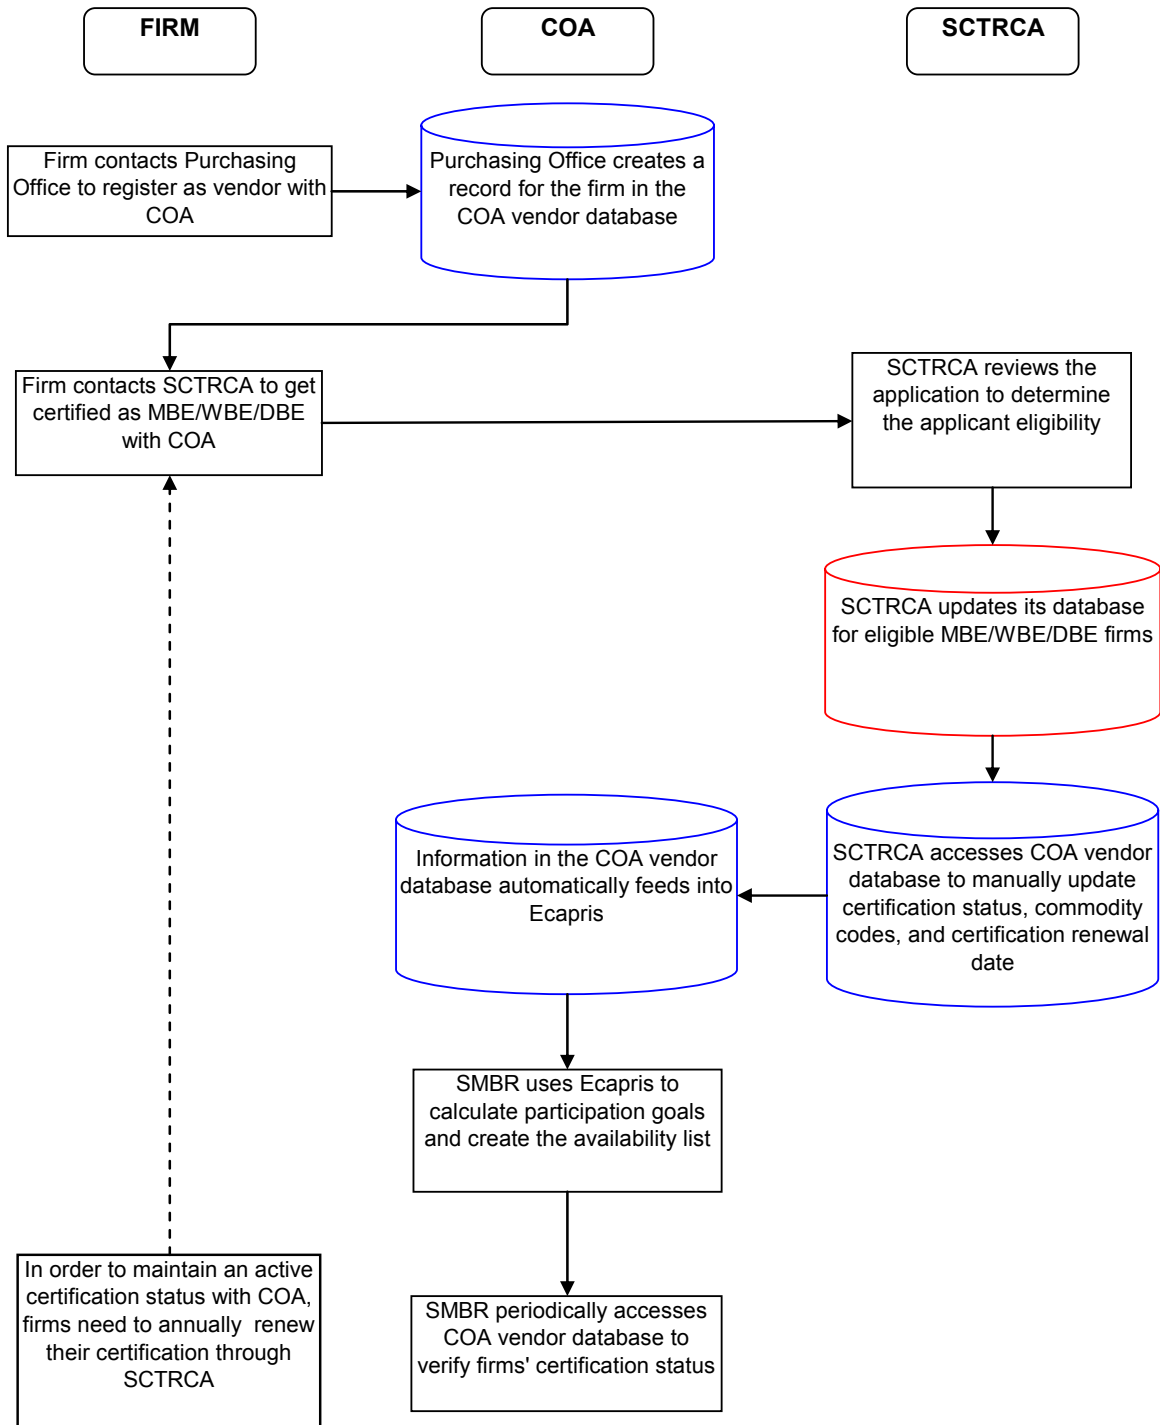 FIRM
COA
SCTRCA
Firm contacts Purchasing
Office to register as vendor with
COA
Purchasing Office creates a
record for the firm in the
COA vendor database
Firm contacts SCTRCA to get
certified as MBE/WBE/DBE
with COA
SCTRCA reviews the
application to determine
the applicant eligibility
SCTRCA updates its database
for eligible MBE/WBE/DBE firms
SCTRCA accesses COA vendor
database to manually update
certification status, commodity
codes, and certification renewal
date
Information in the COA vendor
database automatically feeds into
Ecapris
SMBR uses Ecapris to
calculate participation goals
and create the availability list
SMBR periodically accesses
COA vendor database to
verify firms' certification status
In order to maintain an active
certification status with COA,
firms need to annually  renew
their certification through
SCTRCA